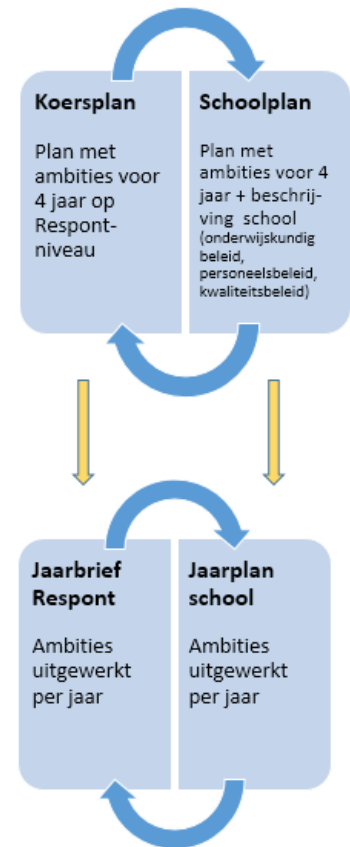 Koersplan
Plan met
ambities voor
4 jaar op
Respont-
niveau
Schoolplan
Plan met
ambities voor 4
jaar + beschrij-
ving school
(onderwijskundig
beleid,
personeelsbeleid,
kwaliteitsbeleid)
Jaarbrief
Respont
Ambities
uitgewerkt
per jaar
Jaarplan
school
Ambities
uitgewerkt
per jaar